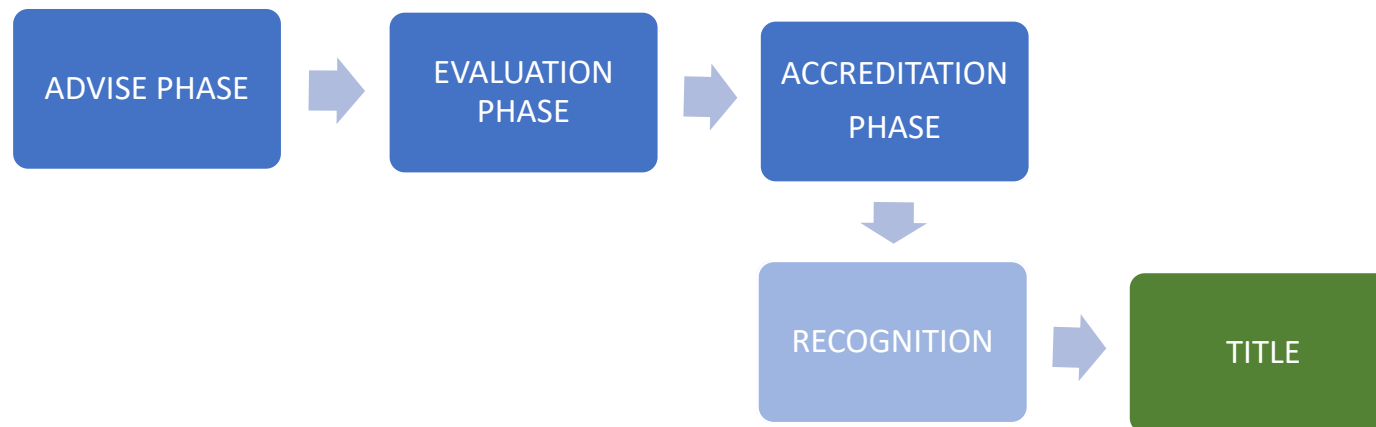 ADVISE PHASE
EVALUATION
PHASE
ACCREDITATION
PHASE
RECOGNITION
TITLE